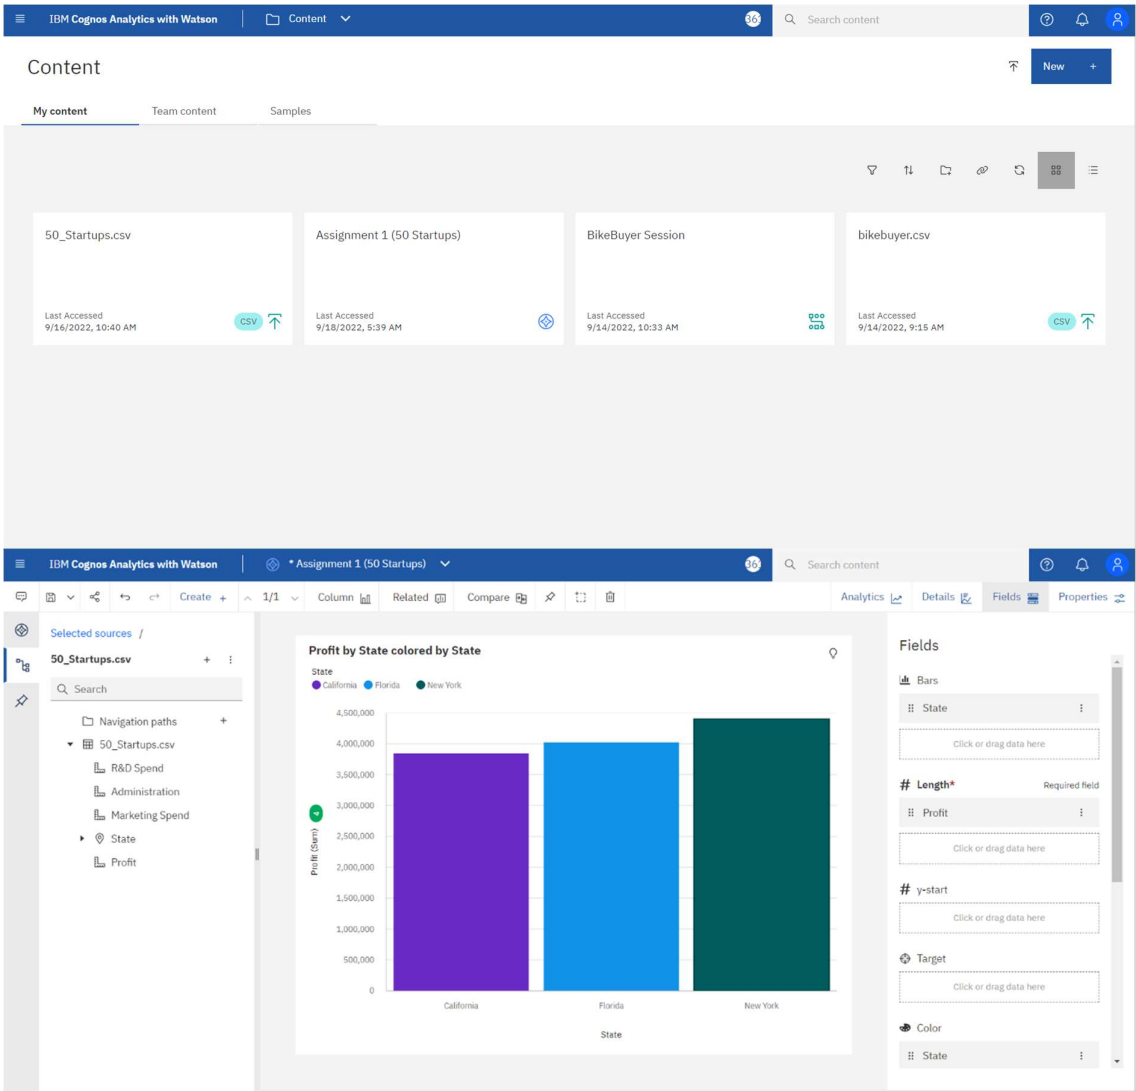 IBM Cognos Analytics with Watson
Content
Search content
Content
New +
My content Team content Samples
50_Startups.csv
Last Accessed
9/16/2022, 10:40 AM
CSV
Assignment 1 (50 Startups)
Last Accessed
9/18/2022, 5:39 AM
BikeBuyer Session
Last Accessed
9/14/2022, 10:33 AM
bikebuyer.csv
Last Accessed
9/14/2022, 9:15 AM
CSV
IBM Cognos Analytics with Watson
* Assignment 1 (50 Startups)
Search content
Create + 1/1 Column Related Compare Analytics Details Fields Properties
Selected sources /
50_Startups.csv
Search
Navigation paths
50_Startups.csv
R&D Spend
Administration
Marketing Spend
State
Profit
Profit by State colored by State
State
California Florida New York
4,500,000
4,000,000
3,500,000
3,000,000
2,500,000
2,000,000
1,500,000
1,000,000
500,000
0
Profit (Sum)
California Florida New York
State
Fields
Bars
State
Click or drag data here
# Length* Required field
Profit
Click or drag data here
# y-start
Click or drag data here
Target
Click or drag data here
Color
State